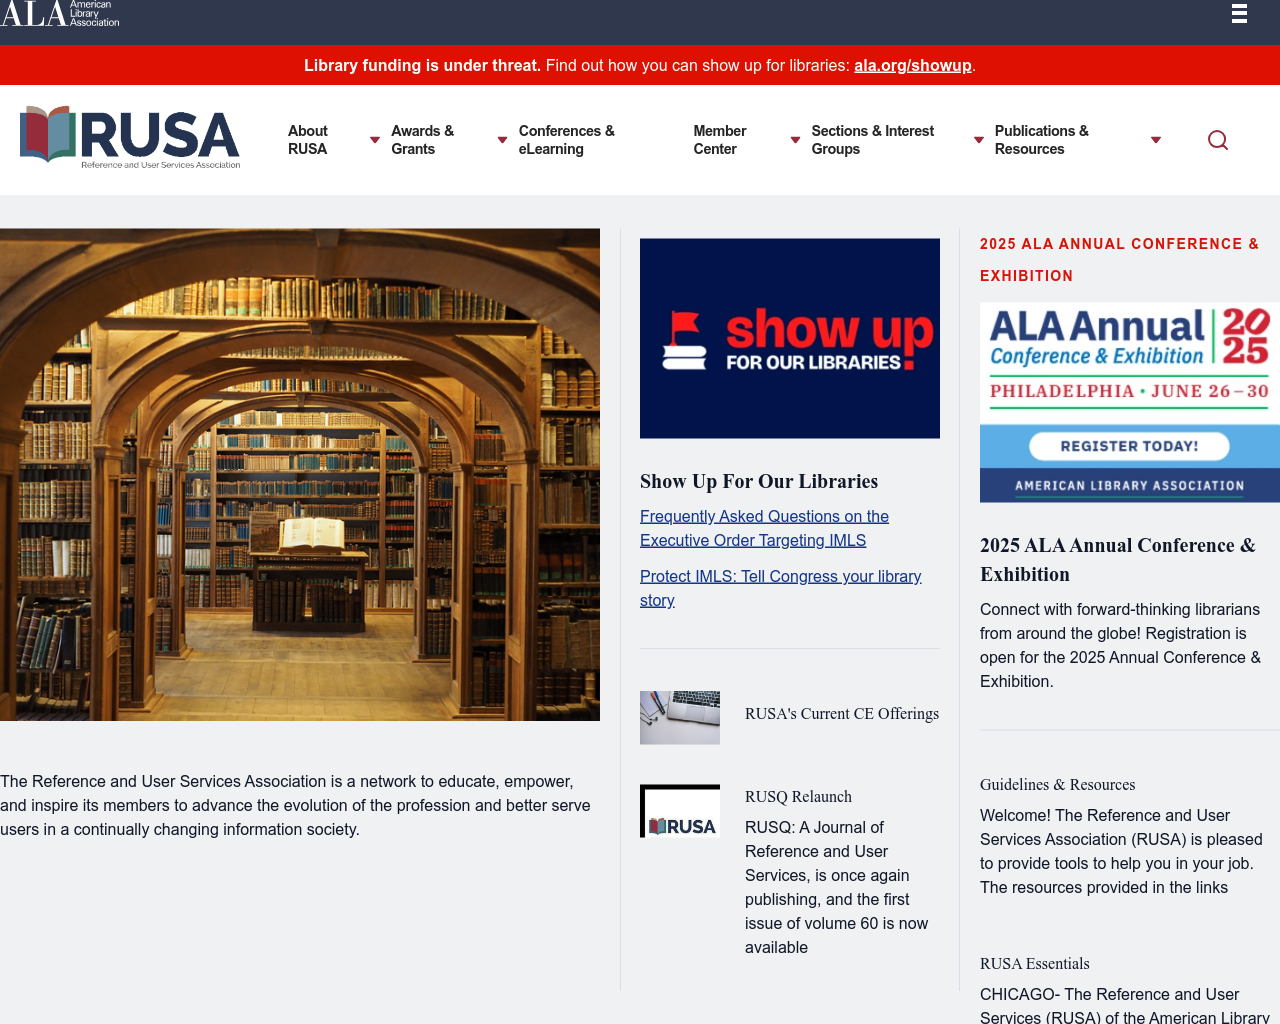 ALA American
Library
Association
Library funding is under threat. Find out how you can show up for libraries: ala.org/showup.
RUSA
Reference and User Services Association
About
RUSA
Awards &
Grants
Conferences &
eLearning
Member
Center
Sections & Interest
Groups
Publications &
Resources
The Reference and User Services Association is a network to educate, empower,
and inspire its members to advance the evolution of the profession and better serve
users in a continually changing information society.
show up
FOR OUR LIBRARIES!
Show Up For Our Libraries
Frequently Asked Questions on the
Executive Order Targeting IMLS
Protect IMLS: Tell Congress your library
story
RUSA's Current CE Offerings
RUSA
RUSQ Relaunch
RUSQ: A Journal of
Reference and User
Services, is once again
publishing, and the first
issue of volume 60 is now
available
2025 ALA ANNUAL CONFERENCE &
EXHIBITION
ALA Annual 2025
Conference & Exhibition
PHILADELPHIA • JUNE 26–30
REGISTER TODAY!
AMERICAN LIBRARY ASSOCIATION
2025 ALA Annual Conference &
Exhibition
Connect with forward-thinking librarians
from around the globe! Registration is
open for the 2025 Annual Conference &
Exhibition.
Guidelines & Resources
Welcome! The Reference and User
Services Association (RUSA) is pleased
to provide tools to help you in your job.
The resources provided in the links
RUSA Essentials
CHICAGO- The Reference and User
Services (RUSA) of the American Library